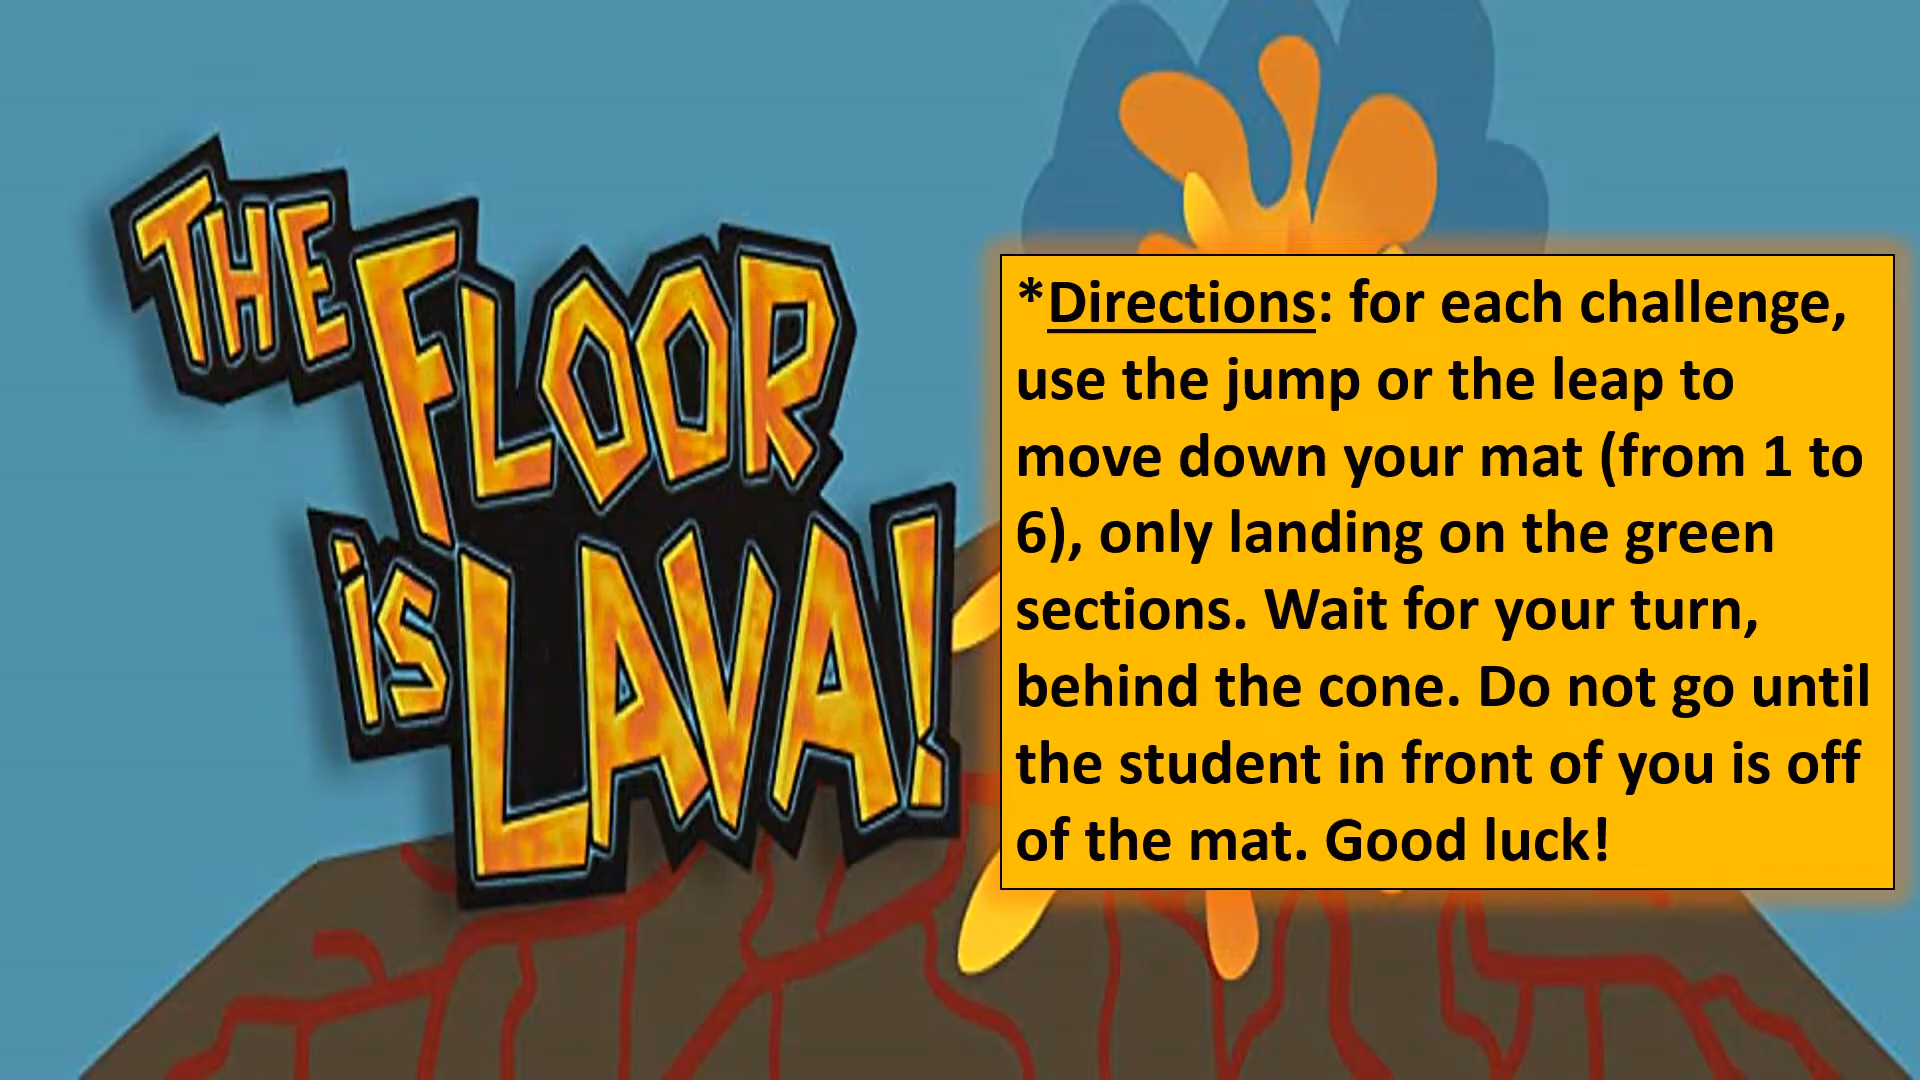 THE
FLOOR
iS LAVA!
*Directions: for each challenge,
use the jump or the leap to
move down your mat (from 1 to
6), only landing on the green
sections. Wait for your turn,
behind the cone. Do not go until
the student in front of you is off
of the mat. Good luck!